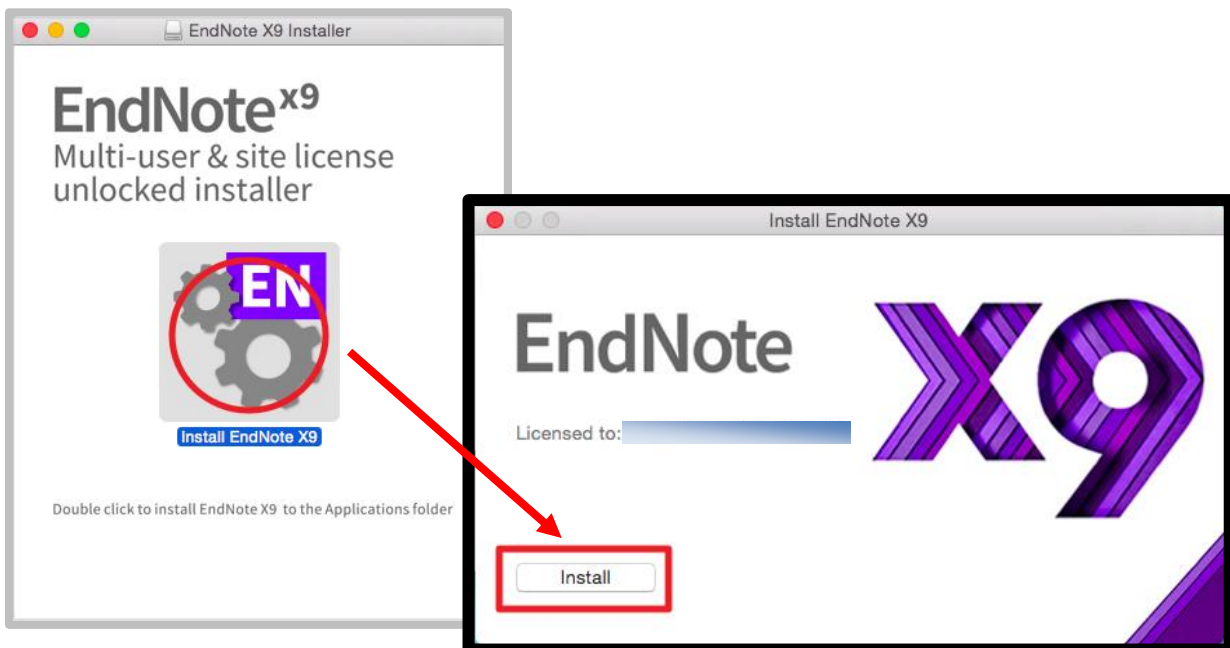 EndNote X9 Installer
EndNote x9
Multi-user & site license
unlocked installer
EN
Install EndNote X9
Double click to install EndNote X9 to the Applications folder
Install EndNote X9
EndNote
X9
Licensed to:
Install